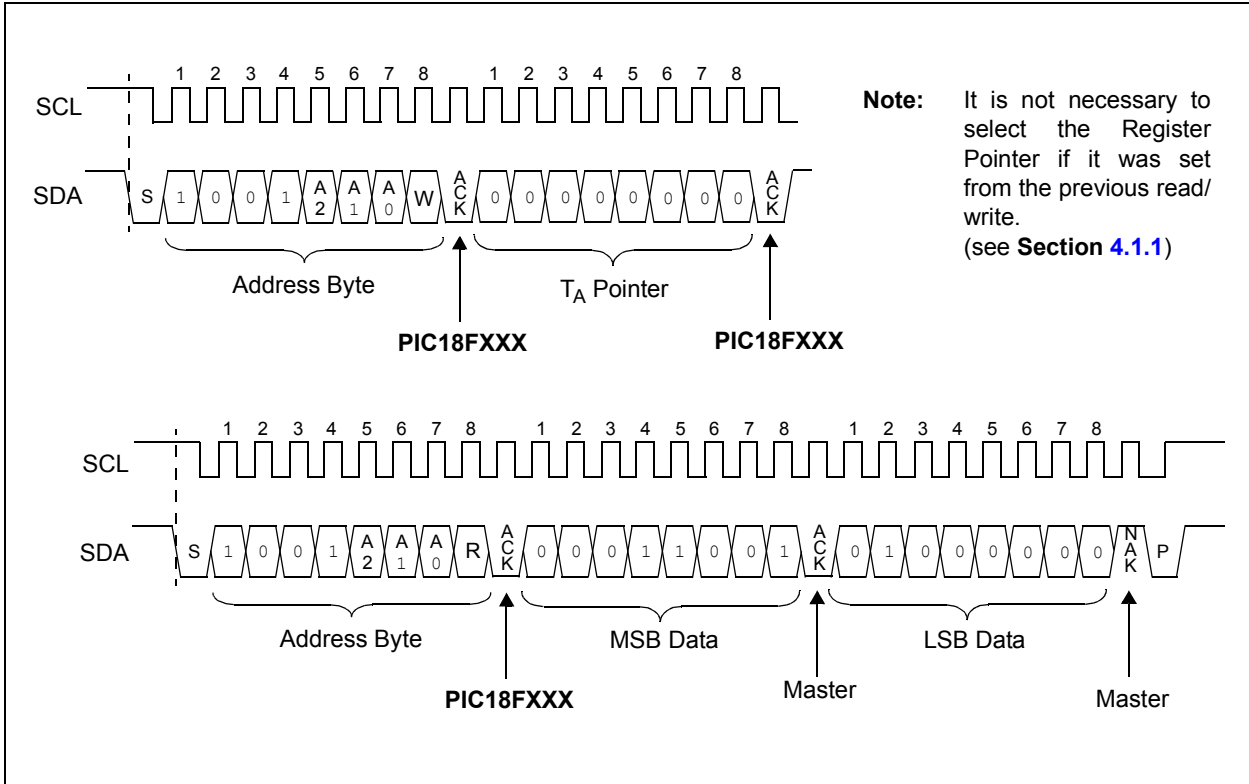 1 2 3 4 5 6 7 8 1 2 3 4 5 6 7 8
SCL
SDA
S 1 0 0 1 A2 A1 A0 W ACK 0 0 0 0 0 0 0 0 ACK
Address Byte
TA Pointer
PIC18FXXX
PIC18FXXX
Note: It is not necessary to
select the Register
Pointer if it was set
from the previous read/
write.
(see Section 4.1.1)
1 2 3 4 5 6 7 8 1 2 3 4 5 6 7 8 1 2 3 4 5 6 7 8
SCL
SDA
S 1 0 0 1 A2 A1 A0 R ACK 0 0 0 1 1 0 0 1 ACK 0 1 0 0 0 0 0 0 NAK P
Address Byte
MSB Data
LSB Data
PIC18FXXX
Master
Master